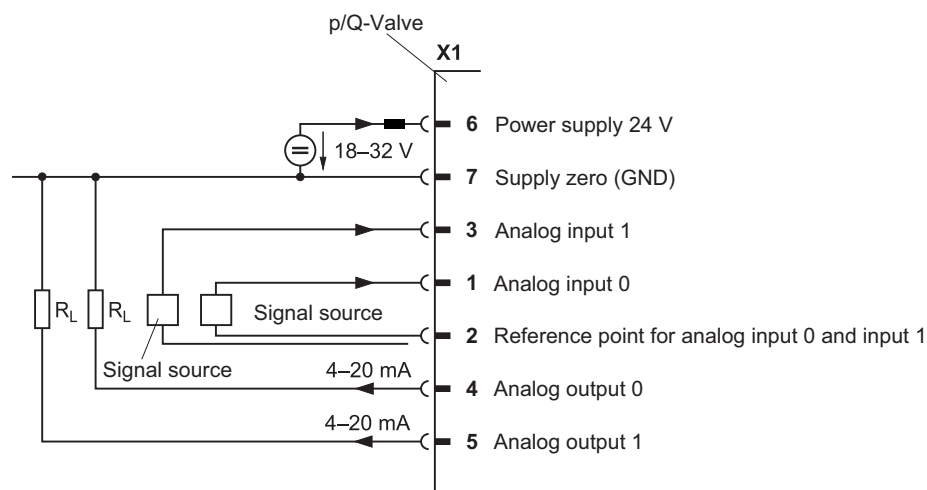 p/Q-Valve
X1
6 Power supply 24 V
18–32 V
7 Supply zero (GND)
3 Analog input 1
1 Analog input 0
RL RL Signal source
2 Reference point for analog input 0 and input 1
Signal source
4–20 mA
4 Analog output 0
4–20 mA
5 Analog output 1